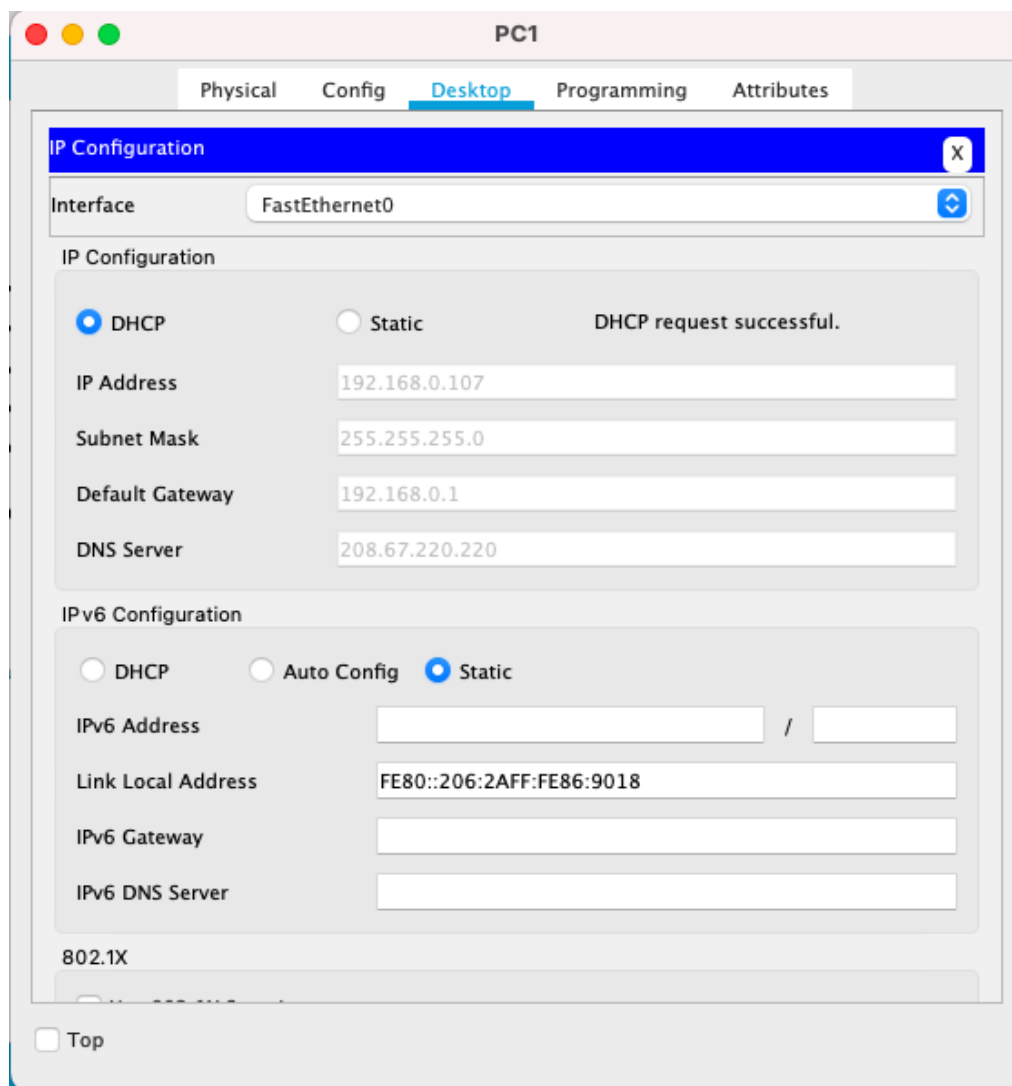 PC1
Physical Config Desktop Programming Attributes
IP Configuration X
Interface FastEthernet0
IP Configuration
DHCP Static DHCP request successful.
IP Address 192.168.0.107
Subnet Mask 255.255.255.0
Default Gateway 192.168.0.1
DNS Server 208.67.220.220
IPv6 Configuration
DHCP Auto Config Static
IPv6 Address /
Link Local Address FE80::206:2AFF:FE86:9018
IPv6 Gateway
IPv6 DNS Server
802.1X
Top